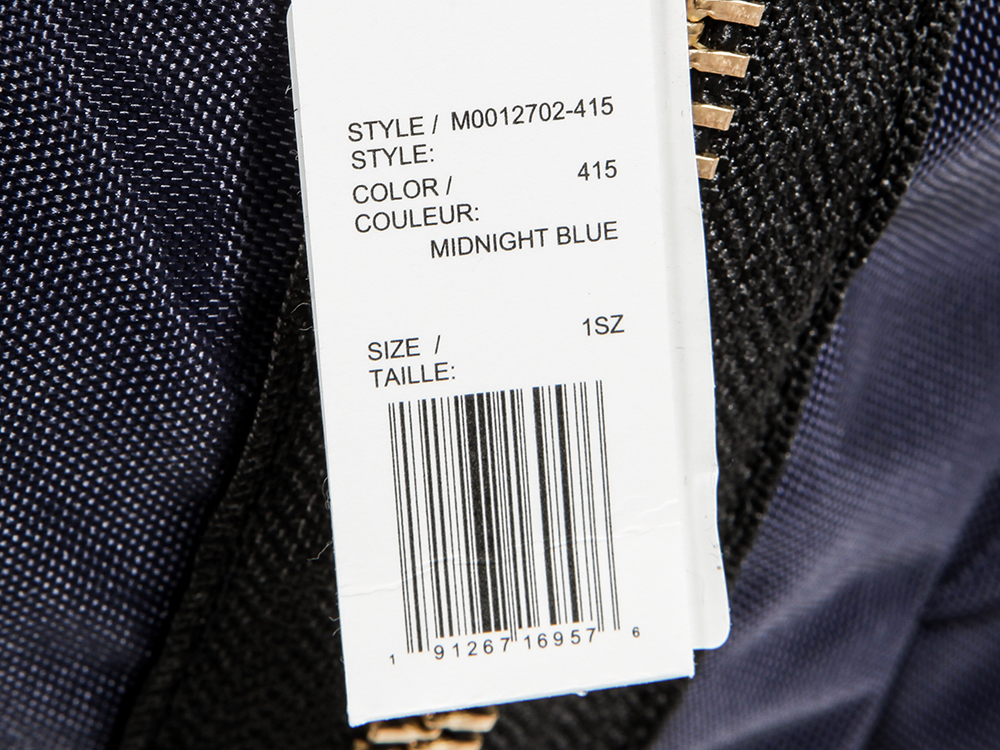 STYLE / M0012702-415
STYLE:
COLOR / 415
COULEUR:
MIDNIGHT BLUE
SIZE / 1SZ
TAILLE:
1 91267 16957 6